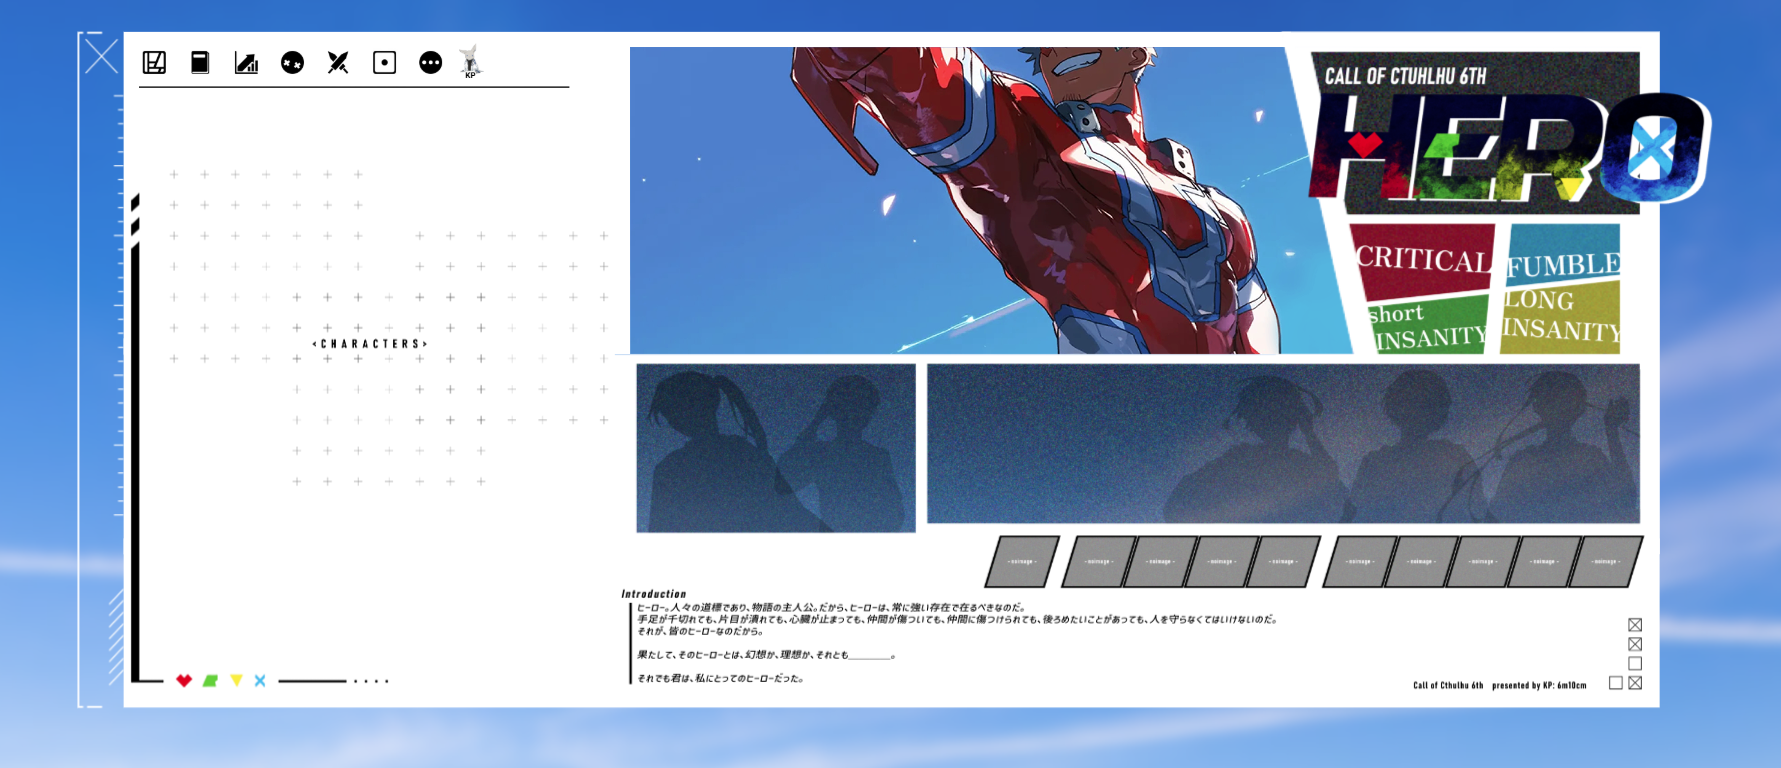 KP
CALL OF CTUHLHU 6TH
HERO
CRITICAL
FUMBLE
short
INSANITY
LONG
INSANITY
<CHARACTERS>
-noimage-
-noimage-
-noimage-
-noimage-
-noimage-
-noimage-
-noimage-
-noimage-
-noimage-
-noimage-
Introduction
ヒーロー。人々の道標であり、物語の主人公。だから、ヒーローは、常に強い存在で在るべきなのだ。
手足が千切れても、片目が潰れても、心臓が止まっても、仲間が傷ついても、仲間に傷つけられても、後ろめたいことがあっても、人を守らなくてはいけないのだ。
それが、皆のヒーローなのだから。
果たして、そのヒーローとは、幻想か、理想か、それとも________。
それでも君は、私にとってのヒーローだった。
Call of Cthulhu 6th presented by KP: 6m10cm